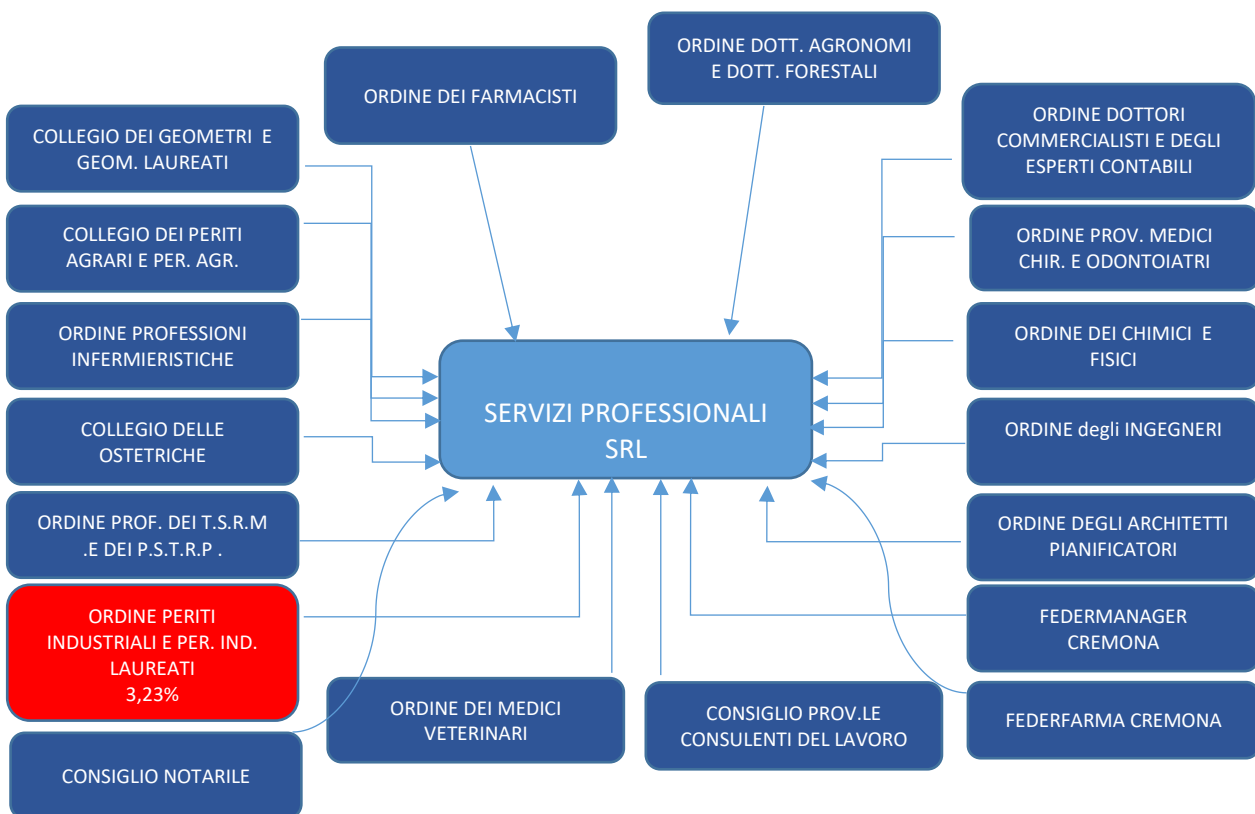 ORDINE DOTT. AGRONOMI
E DOTT. FORESTALI
ORDINE DEI FARMACISTI
COLLEGIO DEI GEOMETRI E
GEOM. LAUREATI
ORDINE DOTTORI
COMMERCIALISTI E DEGLI
ESPERTI CONTABILI
COLLEGIO DEI PERITI
AGRARI E PER. AGR.
ORDINE PROV. MEDICI
CHIR. E ODONTOIATRI
ORDINE PROFESSIONI
INFERMIERISTICHE
ORDINE DEI CHIMICI E
FISICI
SERVIZI PROFESSIONALI
SRL
COLLEGIO DELLE
OSTETRICHE
ORDINE degli INGEGNERI
ORDINE PROF. DEI T.S.R.M
.E DEI P.S.T.R.P .
ORDINE DEGLI ARCHITETTI
PIANIFICATORI
ORDINE PERITI
INDUSTRIALI E PER. IND.
LAUREATI
3,23%
FEDERMANAGER
CREMONA
ORDINE DEI MEDICI
VETERINARI
CONSIGLIO PROV.LE
CONSULENTI DEL LAVORO
FEDERFARMA CREMONA
CONSIGLIO NOTARILE